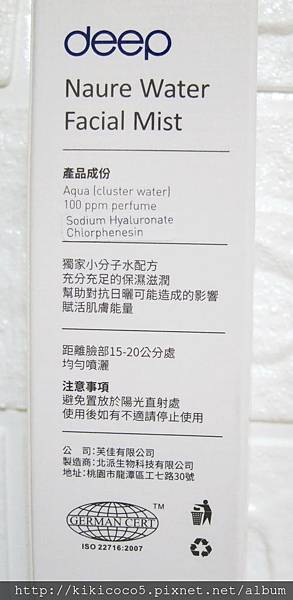 deep
Naure Water
Facial Mist
產品成份
Aqua (cluster water)
100 ppm perfume
Sodium Hyaluronate
Chlorphenesin
獨家小分子水配方
充分充足的保濕滋潤
幫助對抗日曬可能造成的影響
賦活肌膚能量
距離臉部15-20公分處
均勻噴灑
注意事項
避免置放於陽光直射處
使用後如有不適請停止使用
公　司:芙佳有限公司
製造商:北派生物科技有限公司
地址:桃園市龍潭區工七路30號
GERMAN CERT
TM
ISO 22716:2007
http://kikicoco5.pixnet.net/album